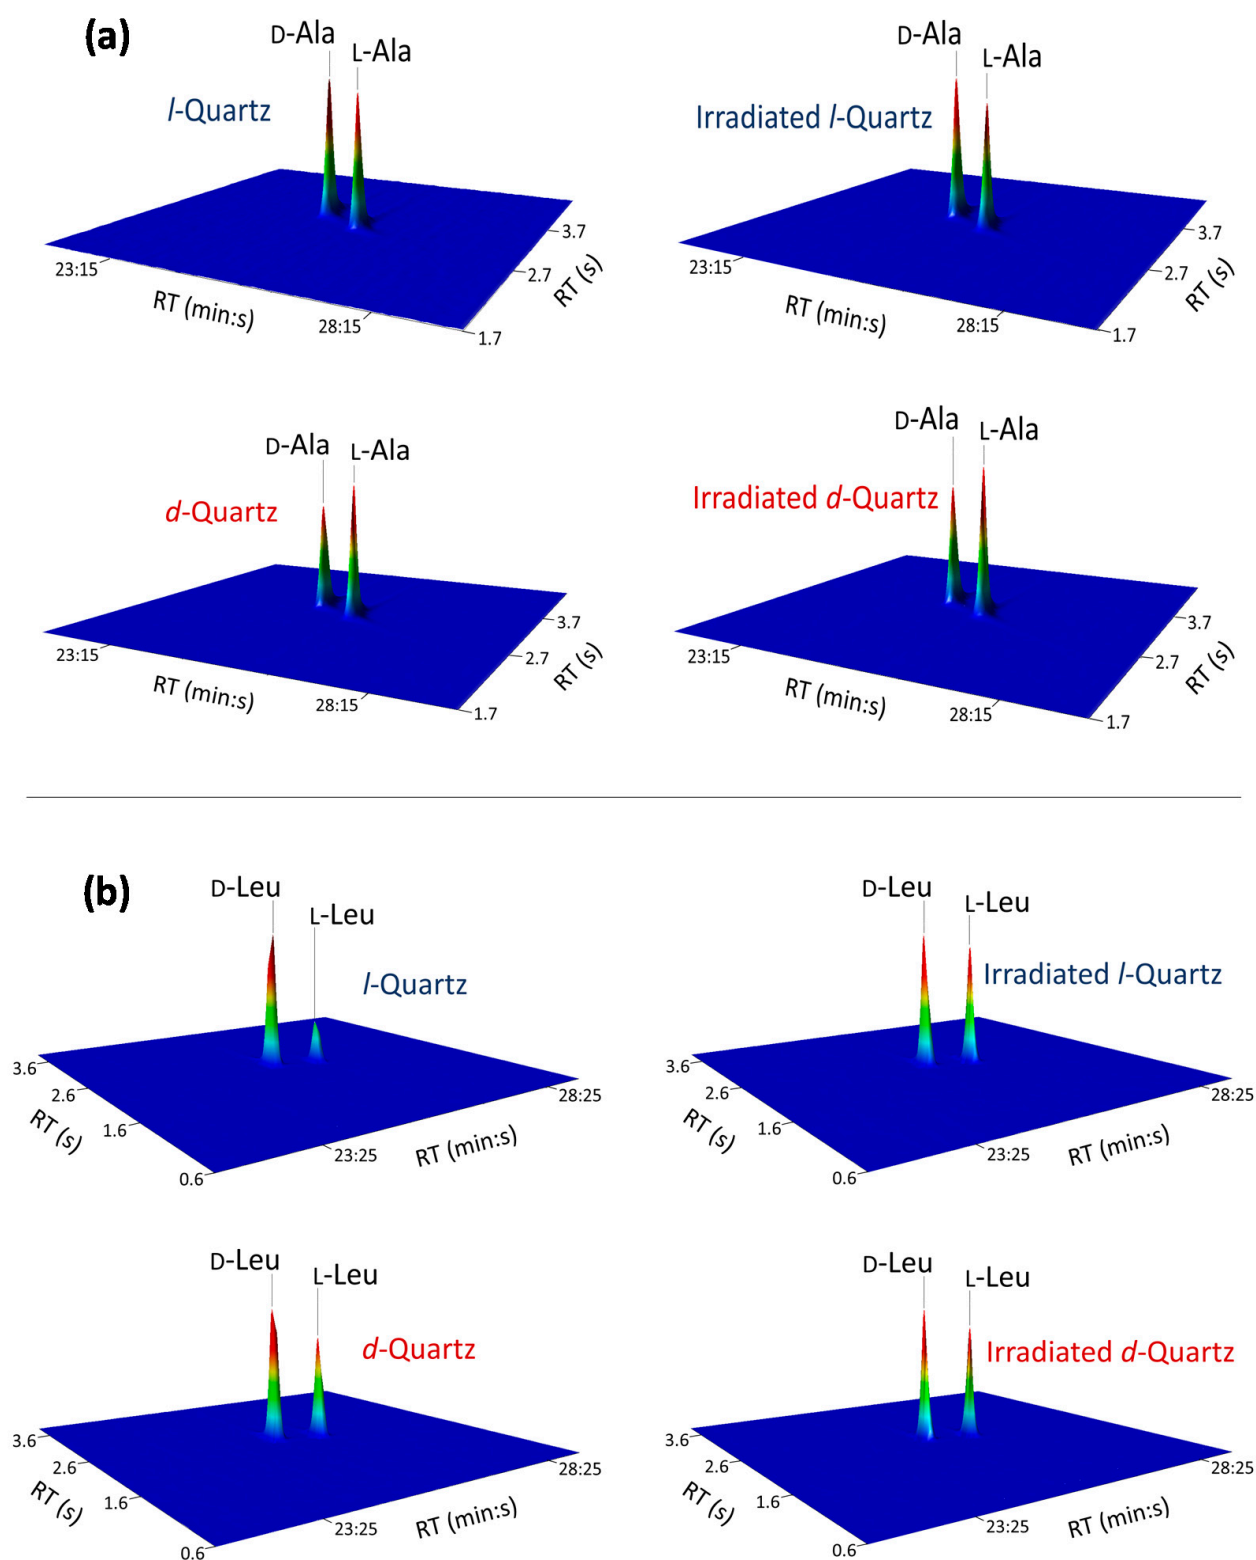 (a)
D-Ala
L-Ala
l-Quartz
23:15
RT (min:s)
28:15
1.7
2.7
3.7
RT (s)
D-Ala
L-Ala
Irradiated l-Quartz
23:15
RT (min:s)
28:15
1.7
2.7
3.7
RT (s)
D-Ala
L-Ala
d-Quartz
23:15
RT (min:s)
28:15
1.7
2.7
3.7
RT (s)
D-Ala
L-Ala
Irradiated d-Quartz
23:15
RT (min:s)
28:15
1.7
2.7
3.7
RT (s)
(b)
D-Leu
L-Leu
l-Quartz
3.6
2.6
1.6
0.6
RT (s)
23:25
RT (min:s)
28:25
D-Leu
L-Leu
Irradiated l-Quartz
3.6
2.6
1.6
0.6
RT (s)
23:25
RT (min:s)
28:25
D-Leu
L-Leu
d-Quartz
3.6
2.6
1.6
0.6
RT (s)
23:25
RT (min:s)
28:25
D-Leu
L-Leu
Irradiated d-Quartz
3.6
2.6
1.6
0.6
RT (s)
23:25
RT (min:s)
28:25